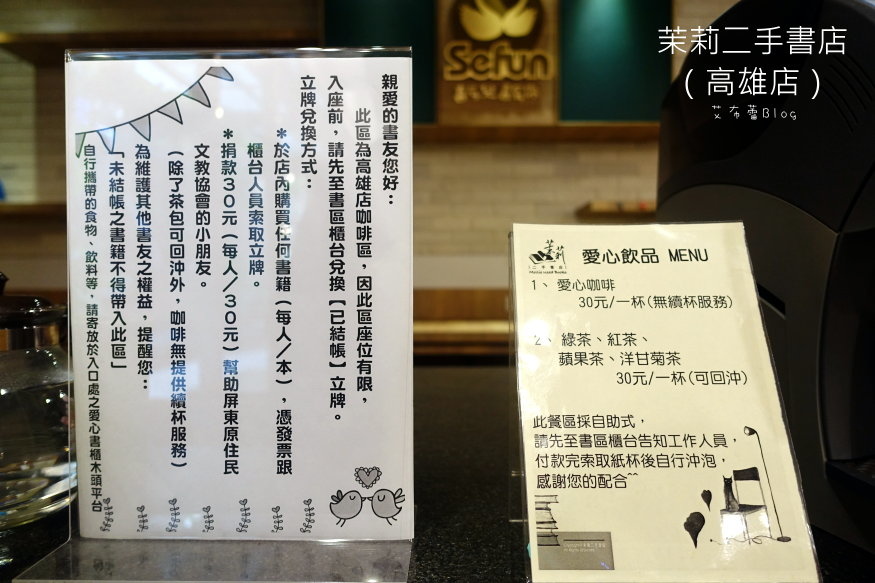 茉莉二手書店
(高雄店)
艾布蕾Blog
Sefun
親愛的書友您好：
此區為高雄店咖啡區，因此區座位有限，
入座前，請先至書區櫃台兌換【已結帳】立牌。
立牌兌換方式：
＊於店內購買任何書籍（每人／本），憑發票跟
櫃台人員索取立牌。
＊捐款３０元（每人／３０元）幫助屏東原住民
文教協會的小朋友。
（除了茶包可回沖外，咖啡無提供續杯服務）
為維護其他書友之權益，提醒您：
「未結帳之書籍不得帶入此區」
自行攜帶的食物、飲料等，請寄放於入口處之愛心書櫃木頭平台
茉莉
二手書店
愛心飲品 MENU
1、 愛心咖啡
30元/一杯(無續杯服務)
2、 綠茶、紅茶、
蘋果茶、洋甘菊茶
30元/一杯(可回沖)
此餐區採自助式，
請先至書區櫃台告知工作人員，
付款完索取紙杯後自行沖泡，
感謝您的配合^^